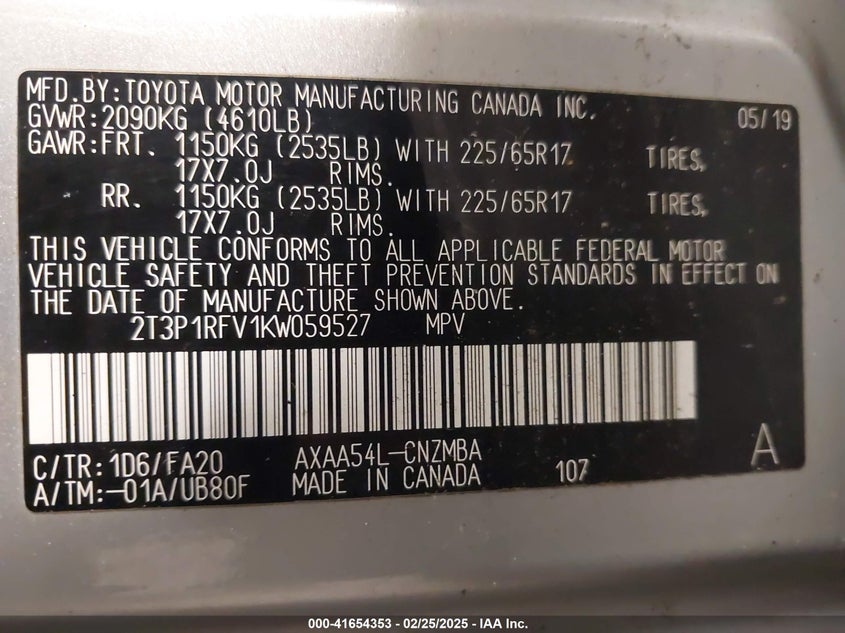 MFD.BY:TOYOTA MOTOR MANUFACTURING CANADA INC.
GVWR:2090KG (4610LB) 05/19
GAWR:FRT. 1150KG (2535LB) WITH 225/65R17 TIRES,
17X7.0J RIMS.
RR. 1150KG (2535LB) WITH 225/65R17 TIRES,
17X7.0J RIMS.
THIS VEHICLE CONFORMS TO ALL APPLICABLE FEDERAL MOTOR
VEHICLE SAFETY AND THEFT PREVENTION STANDARDS IN EFFECT ON
THE DATE OF MANUFACTURE SHOWN ABOVE.
2T3P1RFV1KW059527 MPV
C/TR:1D6/FA20 AXAA54L-CNZMBA A
A/TM:-01A/UB80F MADE IN CANADA 107
000-41654353 - 02/25/2025 - IAA Inc.